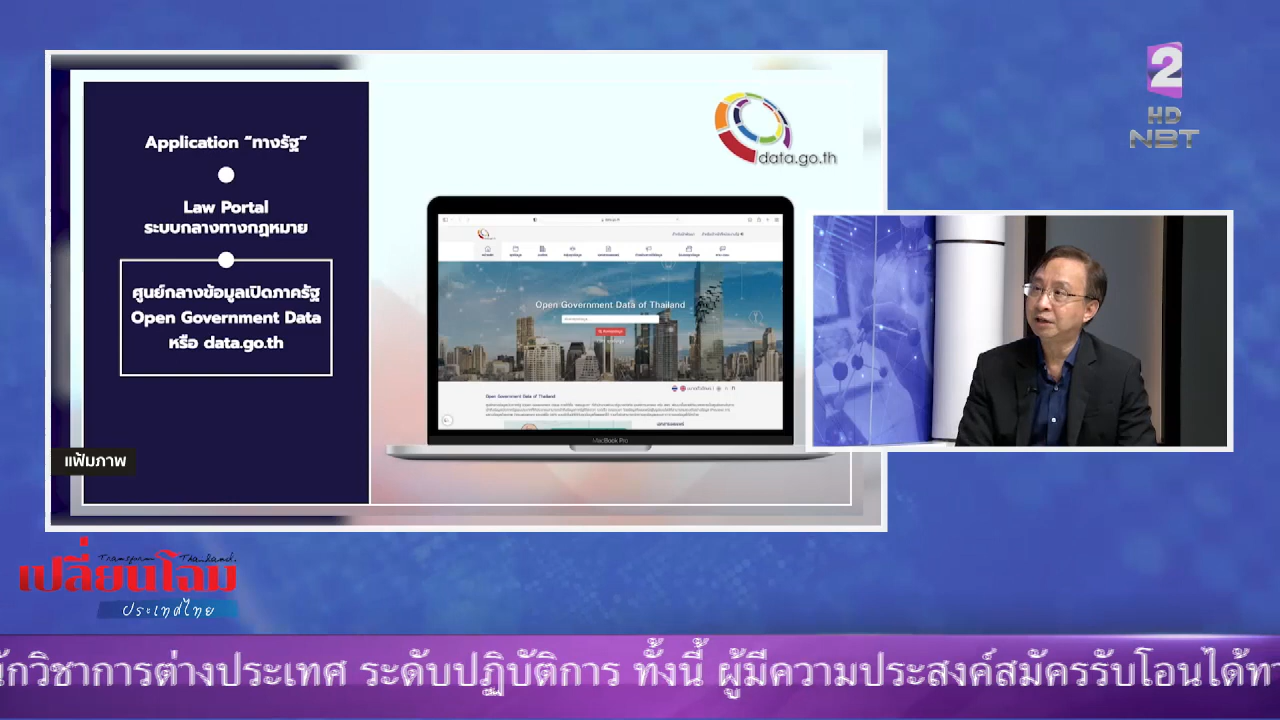 2
HD
NBT
Application “ทางรัฐ”
Law Portal
ระบบกลางทางกฎหมาย
ศูนย์กลางข้อมูลเปิดภาครัฐ
Open Government Data
หรือ data.go.th
data.go.th
Open Government Data of Thailand
Open Government Data of Thailand
MacBook Pro
แฟ้มภาพ
Transform Thailand.
เปลี่ยนโฉม
ประเทศไทย
นักวิชาการต่างประเทศ ระดับปฏิบัติการ ทั้งนี้ ผู้มีความประสงค์สมัครรับโอนได้ทา